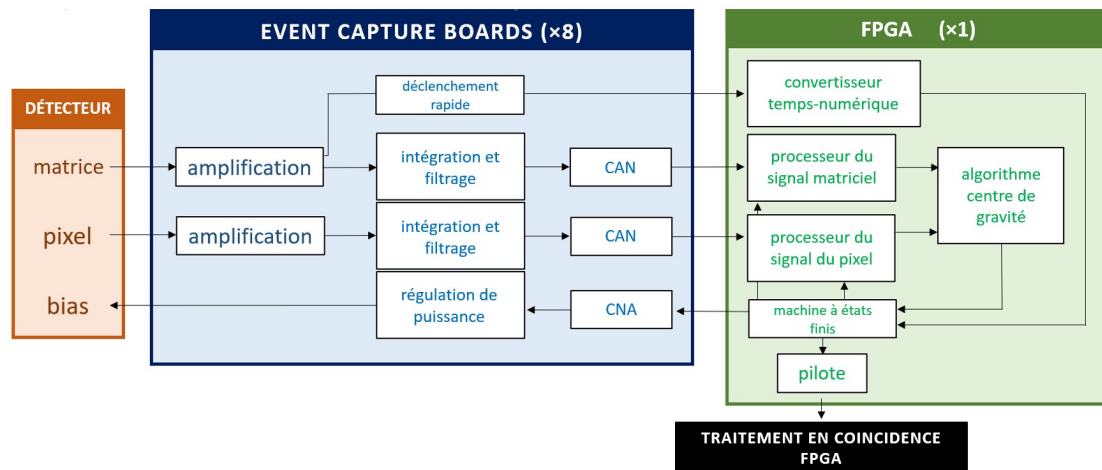 EVENT CAPTURE BOARDS (×8)
FPGA (×1)
DÉTECTEUR
déclenchement
rapide
convertisseur
temps-numérique
matrice
amplification
intégration et
filtrage
CAN
processeur du
signal matriciel
algorithme
centre de
gravité
pixel
amplification
intégration et
filtrage
CAN
processeur du
signal du pixel
bias
régulation de
puissance
CNA
machine à états
finis
pilote
TRAITEMENT EN COINCIDENCE
FPGA